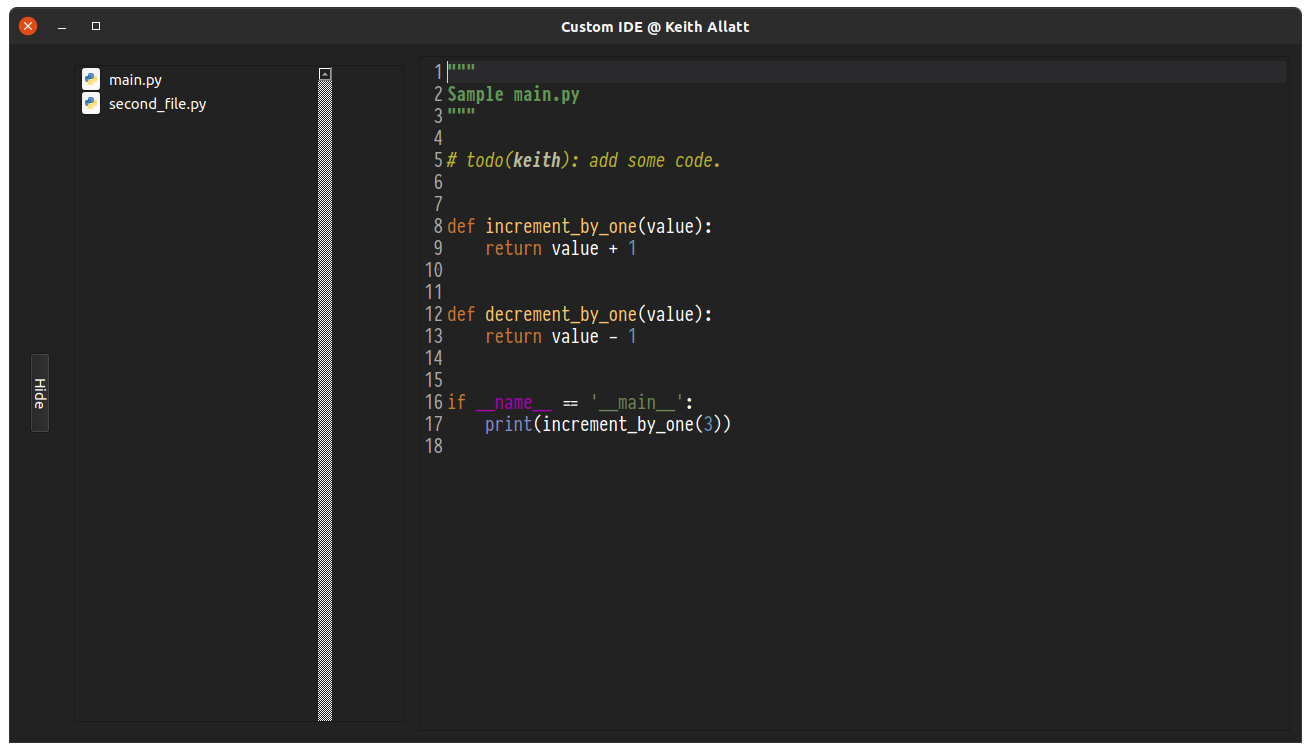 Custom IDE @ Keith Allatt
main.py
second_file.py
Hide
1 """
2 Sample main.py
3 """
4
5 # todo(keith): add some code.
6
7
8 def increment_by_one(value):
9     return value + 1
10
11
12 def decrement_by_one(value):
13     return value - 1
14
15
16 if __name__ == '__main__':
17     print(increment_by_one(3))
18